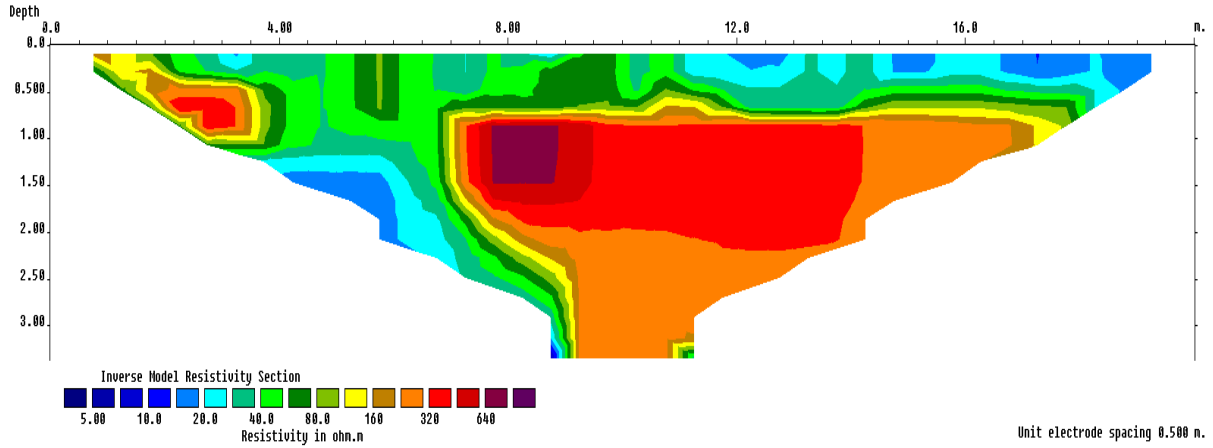 Depth
0.0 4.00 8.00 12.0 16.0 m.
0.0
0.500
1.00
1.50
2.00
2.50
3.00
Inverse Model Resistivity Section
5.00 10.0 20.0 40.0 80.0 160 320 640
Resistivity in ohm.m
Unit electrode spacing 0.500 m.